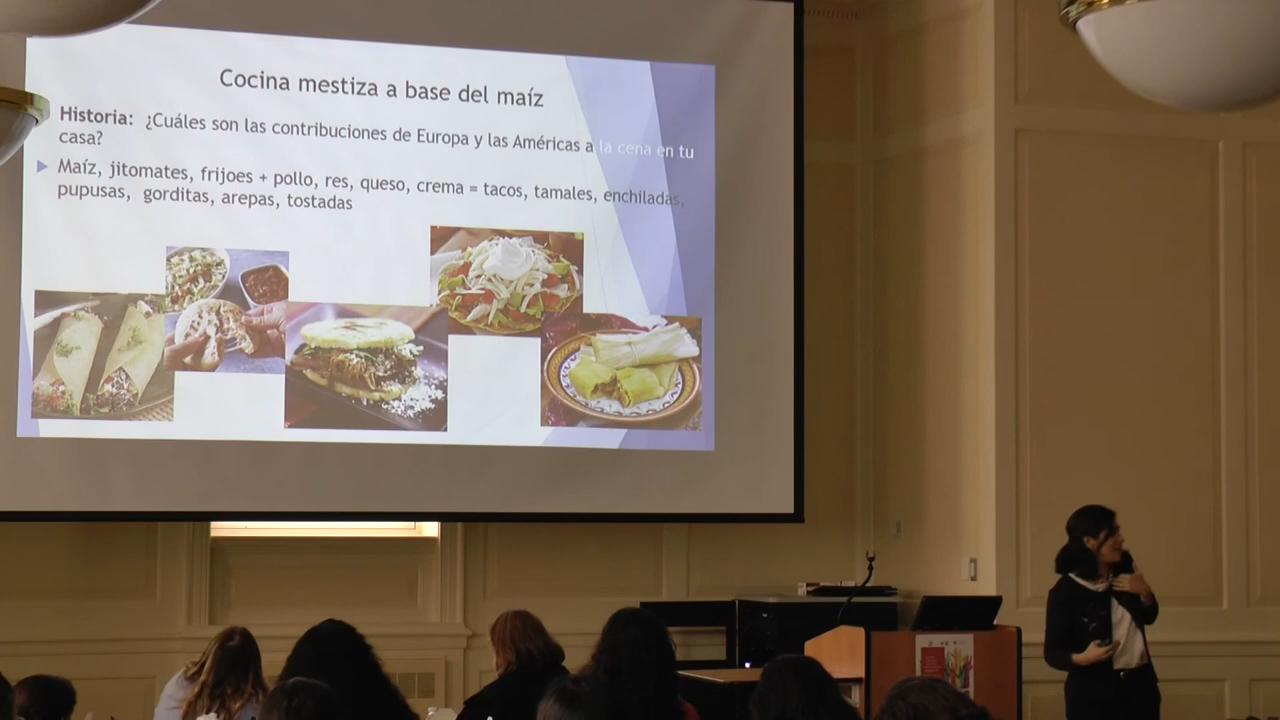 Cocina mestiza a base del maíz
Historia: ¿Cuáles son las contribuciones de Europa y las Américas a la cena en tu
casa?
Maíz, jitomates, frijoes + pollo, res, queso, crema = tacos, tamales, enchiladas,
pupusas, gorditas, arepas, tostadas